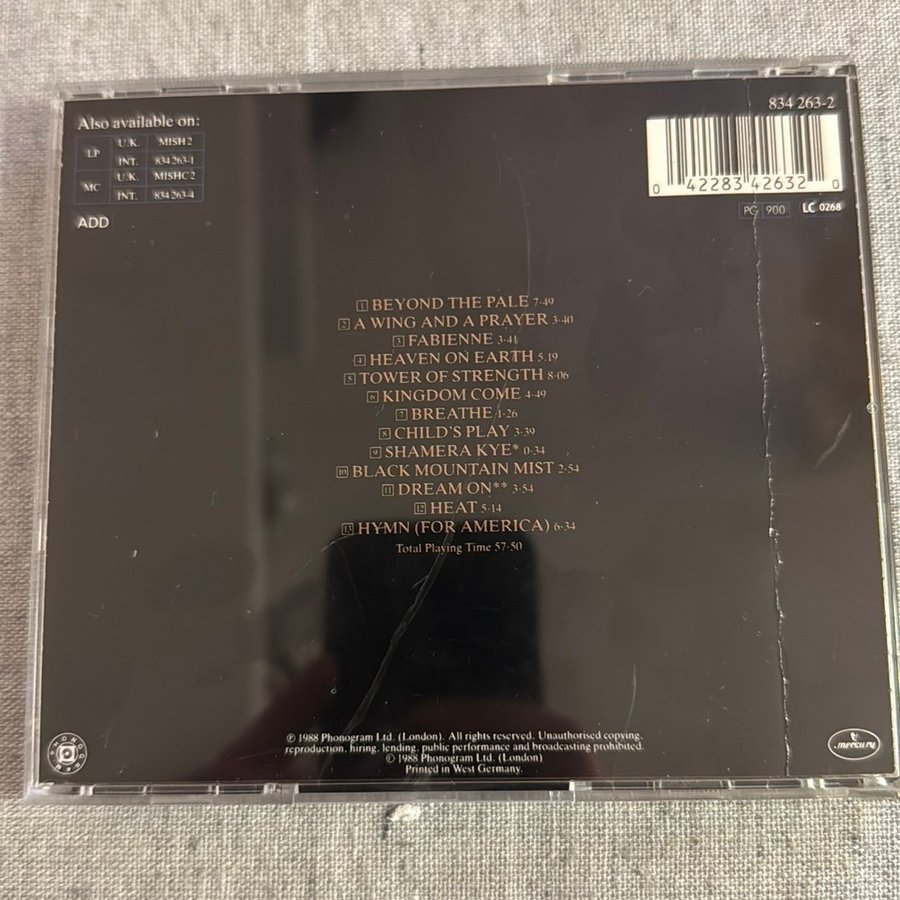 Also available on:
LP U.K. MISH 2
INT. 834 263-1
MC U.K. MISHC 2
INT. 834 263-4
ADD
834 263-2
0 42283 42632 0
PG 900 LC 0268
1 BEYOND THE PALE 7·49
2 A WING AND A PRAYER 3·40
3 FABIENNE 3·41
4 HEAVEN ON EARTH 5.19
5 TOWER OF STRENGTH 8·06
6 KINGDOM COME 4·49
7 BREATHE 1·26
8 CHILD'S PLAY 3·39
9 SHAMERA KYE* 0·34
10 BLACK MOUNTAIN MIST 2·54
11 DREAM ON** 3·54
12 HEAT 5·14
13 HYMN (FOR AMERICA) 6·34
Total Playing Time 57·50
℗ 1988 Phonogram Ltd. (London). All rights reserved. Unauthorised copying,
reproduction, hiring, lending, public performance and broadcasting prohibited.
© 1988 Phonogram Ltd. (London)
Printed in West Germany.
PHONOGRAM
mercury